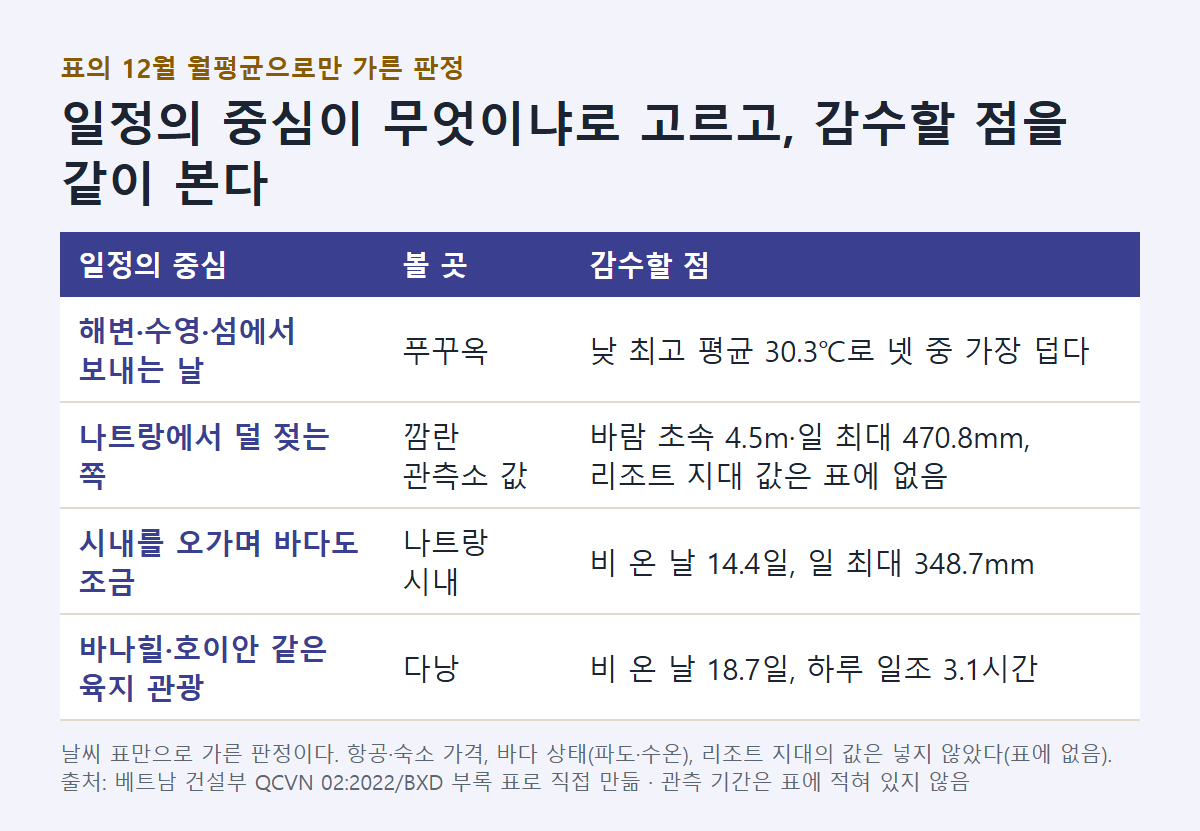 표의 12월 월평균으로만 가른 판정
일정의 중심이 무엇이냐로 고르고, 감수할 점을
같이 본다
일정의 중심
볼 곳
감수할 점
해변·수영·섬에서
보내는 날
푸꾸옥
낮 최고 평균 30.3℃로 넷 중 가장 덥다
나트랑에서 덜 젖는
쪽
깜란
관측소 값
바람 초속 4.5m·일 최대 470.8mm,
리조트 지대 값은 표에 없음
시내를 오가며 바다도
조금
나트랑
시내
비 온 날 14.4일, 일 최대 348.7mm
바나힐·호이안 같은
육지 관광
다낭
비 온 날 18.7일, 하루 일조 3.1시간
날씨 표만으로 가른 판정이다. 항공·숙소 가격, 바다 상태(파도·수온), 리조트 지대의 값은 넣지 않았다(표에 없음).
출처: 베트남 건설부 QCVN 02:2022/BXD 부록 표로 직접 만듦 · 관측 기간은 표에 적혀 있지 않음